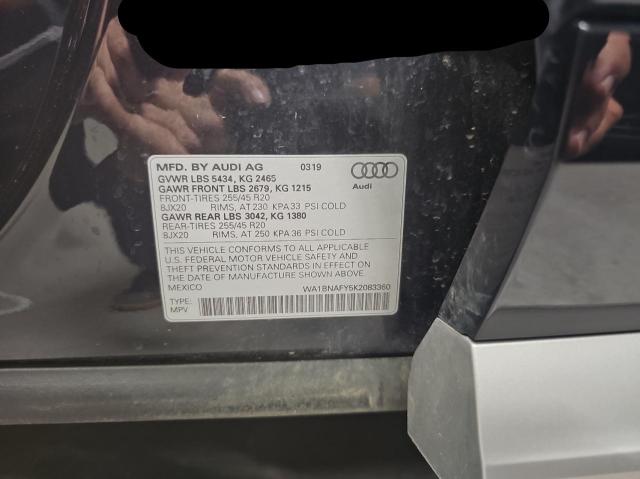 MFD. BY AUDI AG 0319
GVWR LBS 5434, KG 2465
GAWR FRONT LBS 2679, KG 1215
FRONT-TIRES 255/45 R20
8JX20 RIMS, AT 230 KPA 33 PSI COLD
GAWR REAR LBS 3042, KG 1380
REAR-TIRES 255/45 R20
8JX20 RIMS, AT 250 KPA 36 PSI COLD
Audi
THIS VEHICLE CONFORMS TO ALL APPLICABLE
U.S. FEDERAL MOTOR VEHICLE SAFETY AND
THEFT PREVENTION STANDARDS IN EFFECT ON
THE DATE OF MANUFACTURE SHOWN ABOVE.
MEXICO WA1BNAFY5K2083360
TYPE:
MPV